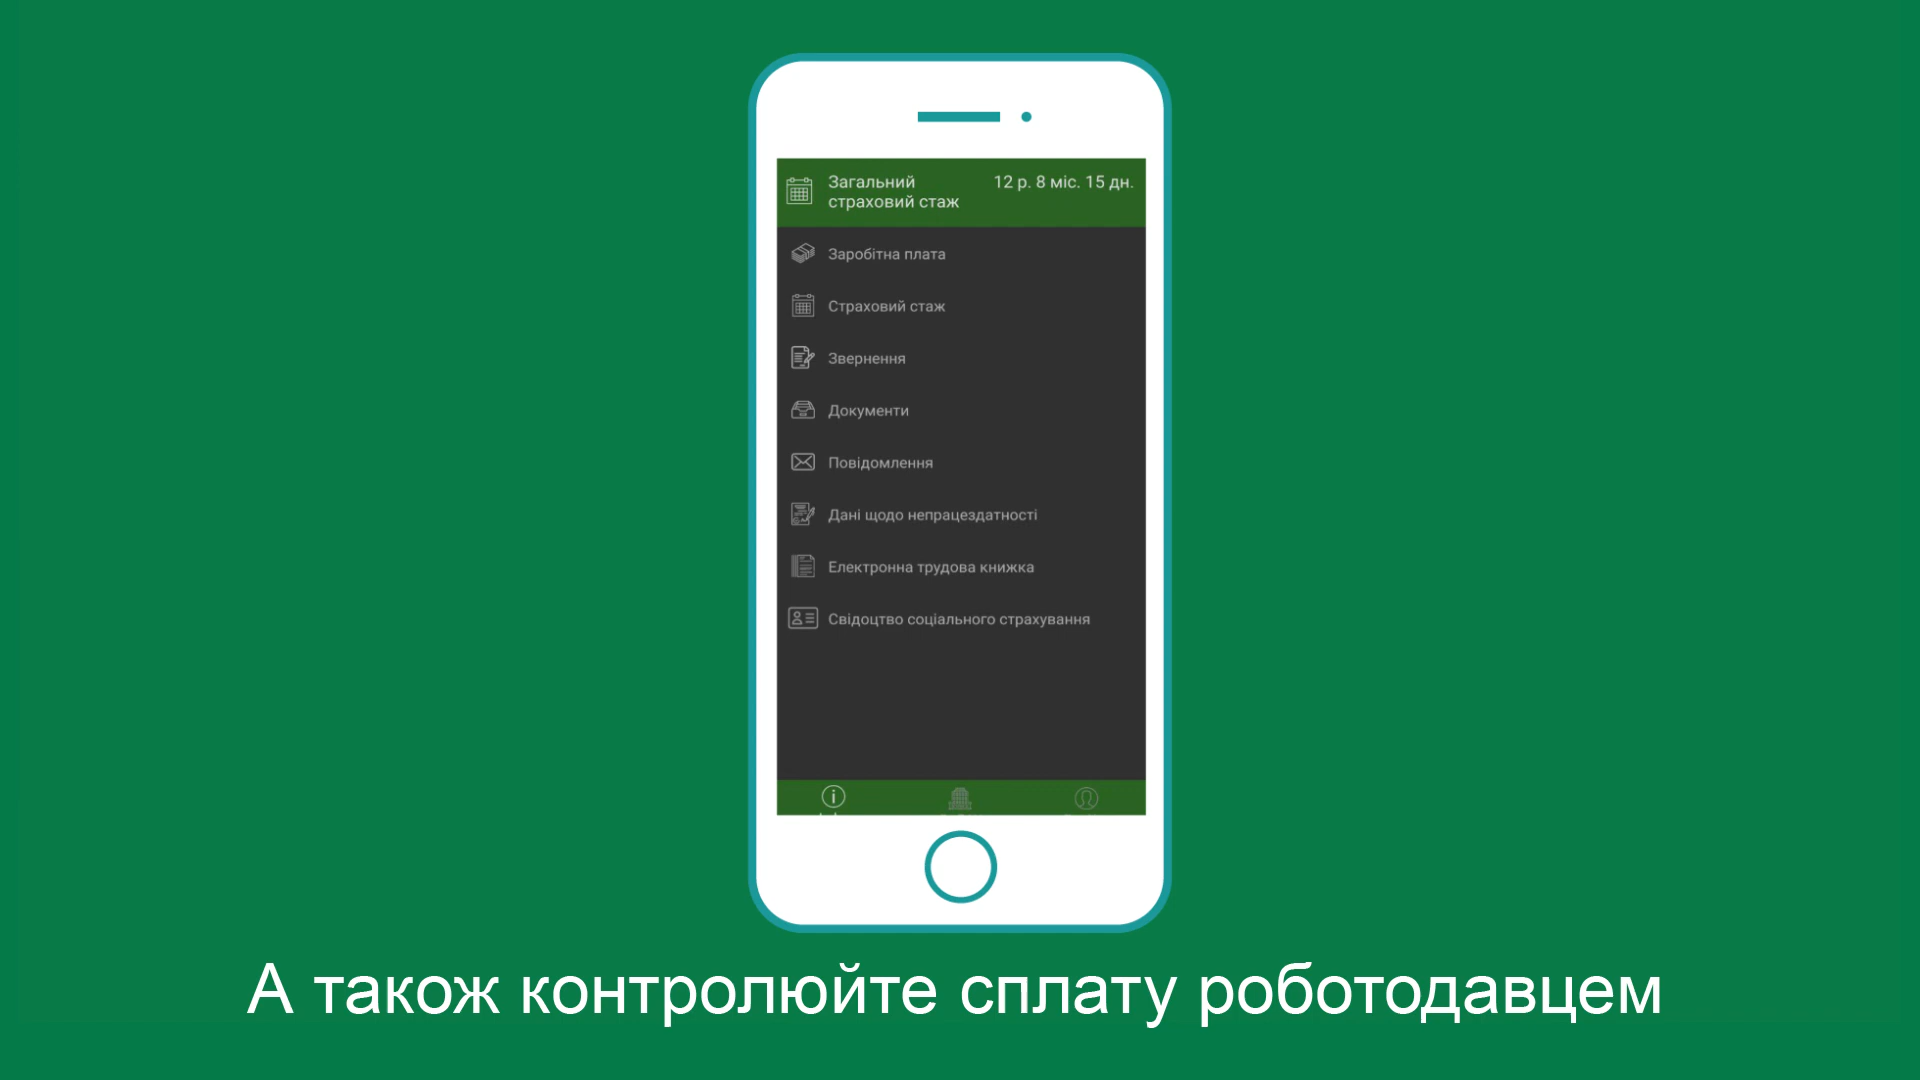 Загальний 12 р. 8 міс. 15 дн.
страховий стаж
Заробітна плата
Страховий стаж
Звернення
Документи
Повідомлення
Дані щодо непрацездатності
Електронна трудова книжка
Свідоцтво соціального страхування
А також контролюйте сплату роботодавцем